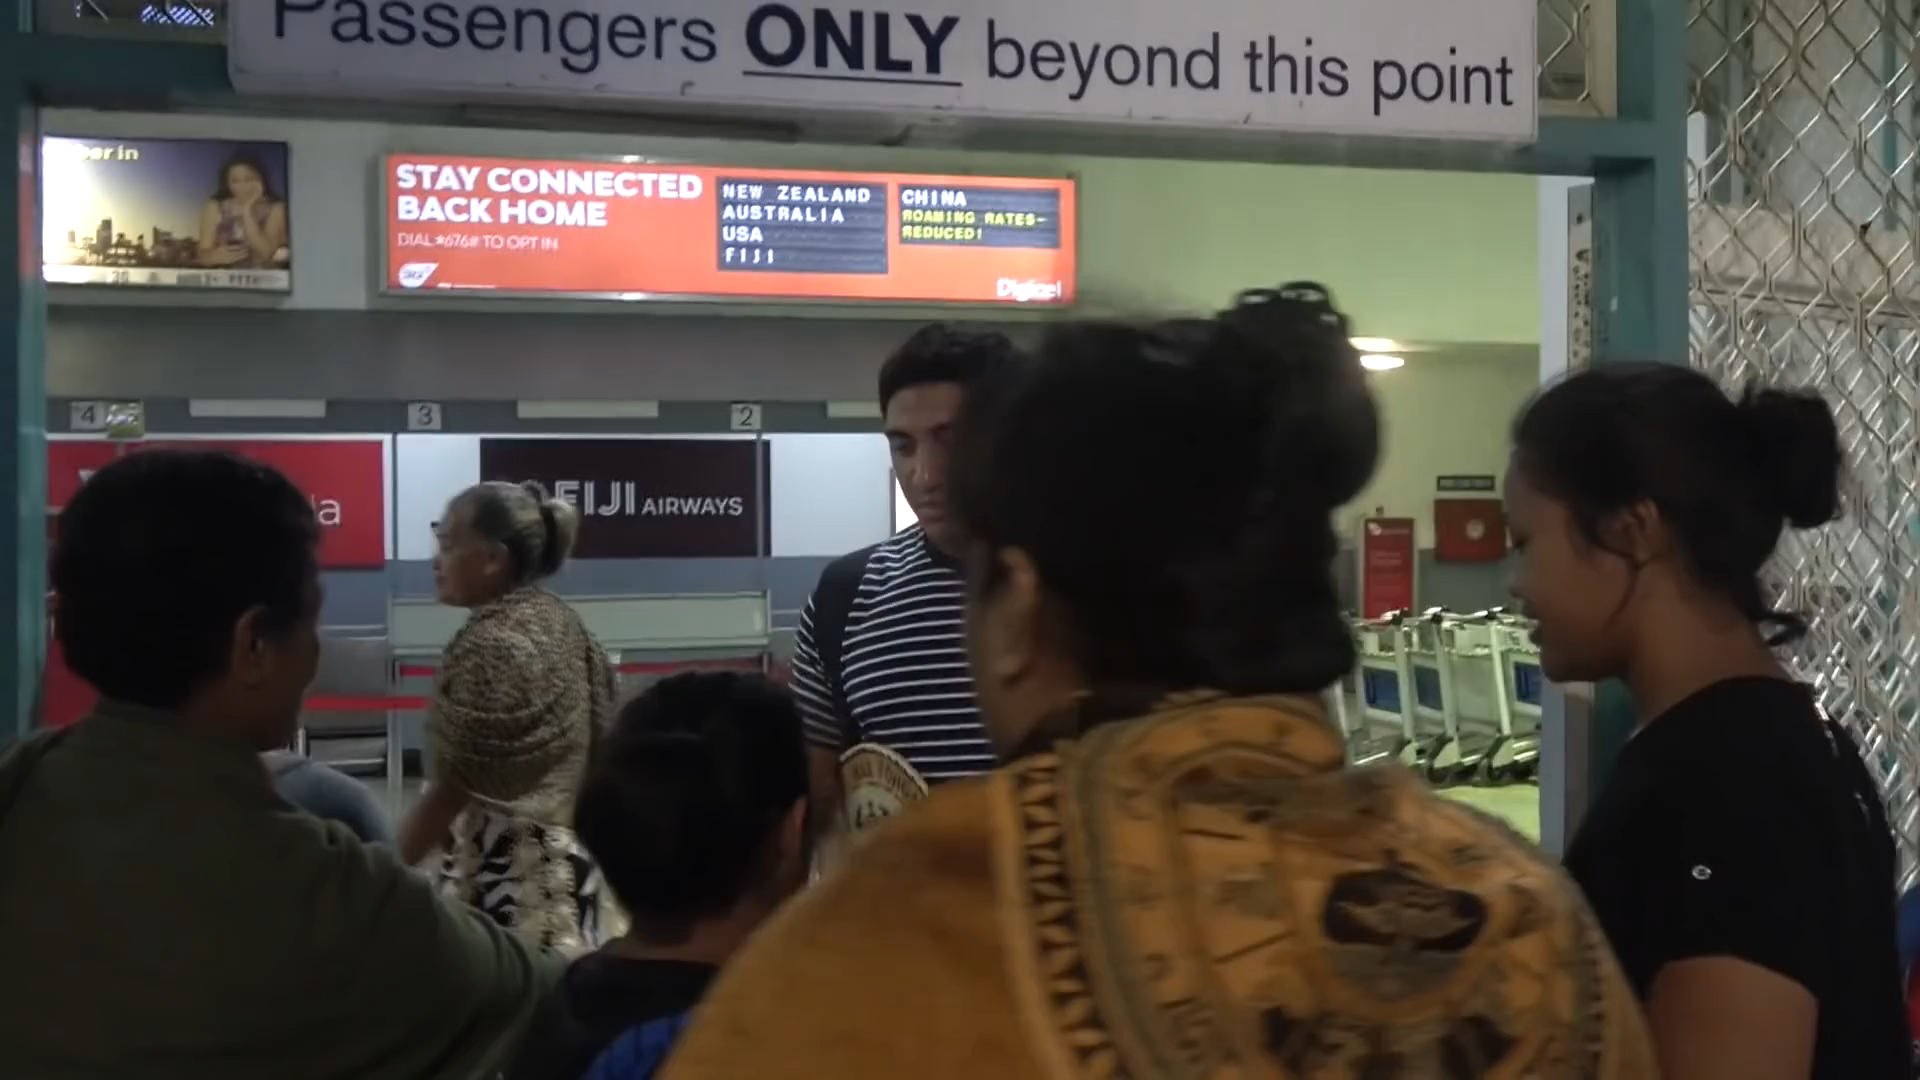 Passengers ONLY beyond this point
STAY CONNECTED
BACK HOME
DIAL *676# TO OPT IN
NEW ZEALAND
AUSTRALIA
USA
FIJI
CHINA
ROAMING RATES-
REDUCED!
Digicel
4
3
2
FIJI AIRWAYS